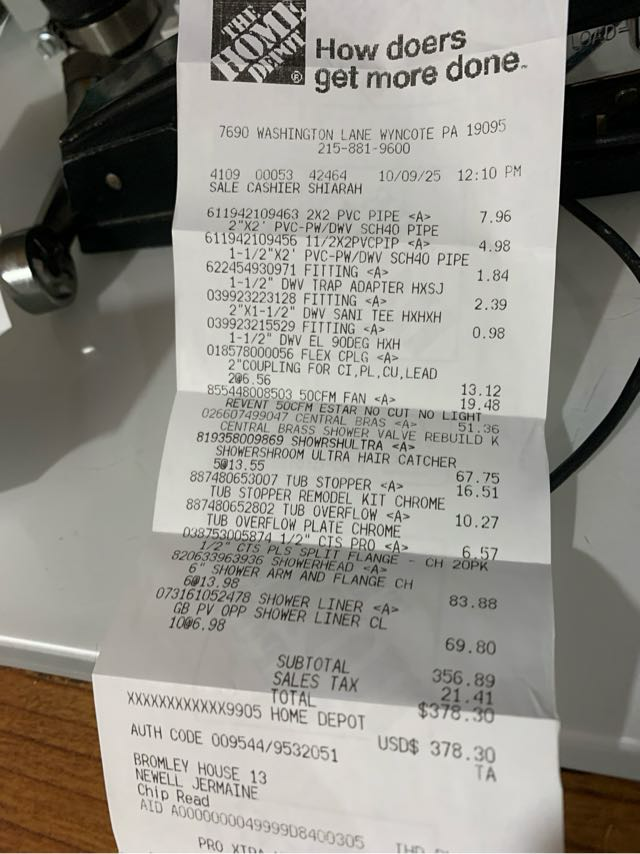 THE
HOME
DEPOT
How doers
get more done.
7690 WASHINGTON LANE WYNCOTE PA 19095
215-881-9600
4109 00053 42464 10/09/25 12:10 PM
SALE CASHIER SHIARAH
611942109463 2X2 PVC PIPE <A> 7.96
2"X2' PVC-PW/DWV SCH40 PIPE
611942109456 11/2X2PVCPIP <A> 4.98
1-1/2"X2' PVC-PW/DWV SCH40 PIPE
622454930971 FITTING <A> 1.84
1-1/2" DWV TRAP ADAPTER HXSJ
039923223128 FITTING <A> 2.39
2"X1-1/2" DWV SANI TEE HXHXH
039923215529 FITTING <A> 0.98
1-1/2" DWV EL 90DEG HXH
018578000056 FLEX CPLG <A>
2"COUPLING FOR CI,PL,CU,LEAD
2@6.56 13.12
855448008503 50CFM FAN <A> 19.48
REVENT 50CFM ESTAR NO CUT NO LIGHT
026607499047 CENTRAL BRAS <A> 51.36
CENTRAL BRASS SHOWER VALVE REBUILD K
819358009869 SHOWRSHULTRA <A>
SHOWERSHROOM ULTRA HAIR CATCHER
5@13.55 67.75
887480653007 TUB STOPPER <A> 16.51
TUB STOPPER REMODEL KIT CHROME
887480652802 TUB OVERFLOW <A> 10.27
TUB OVERFLOW PLATE CHROME
038753005874 1/2" CTS PRO <A> 6.57
1/2" CTS PLS SPLIT FLANGE - CH 20PK
820633963936 SHOWERHEAD <A>
6" SHOWER ARM AND FLANGE CH
6@13.98 83.88
073161052478 SHOWER LINER <A>
GB PV OPP SHOWER LINER CL
10@6.98 69.80
SUBTOTAL 356.89
SALES TAX 21.41
TOTAL $378.30
XXXXXXXXXXXX9905 HOME DEPOT
USD$ 378.30
AUTH CODE 009544/9532051 TA
BROMLEY HOUSE 13
NEWELL JERMAINE
Chip Read
AID A0000000049999D8400305
PRO XTRA